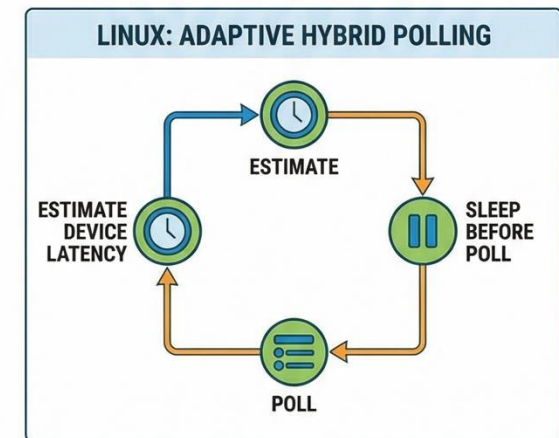 LINUX: ADAPTIVE HYBRID POLLING
ESTIMATE
ESTIMATE
DEVICE
LATENCY
SLEEP
BEFORE
POLL
POLL